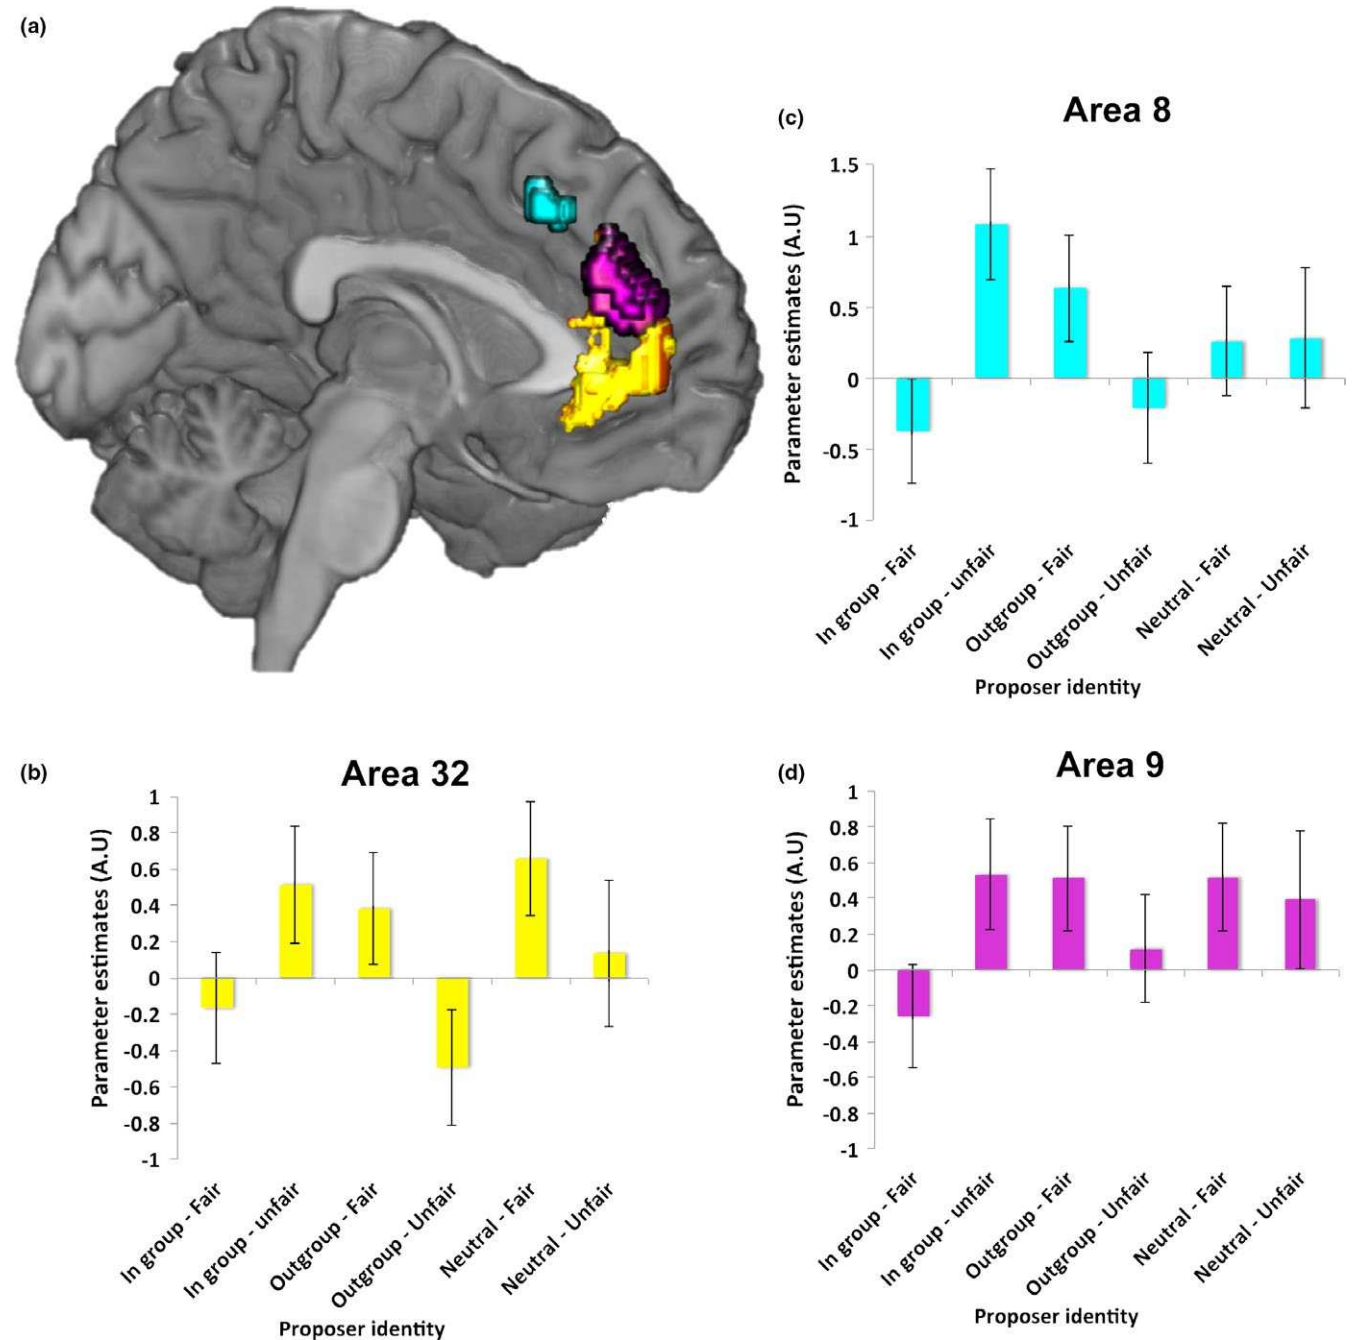 (a)
(c)
Area 8
Parameter estimates (A.U)
1.5
1
0.5
0
-0.5
-1
In group - Fair
In group - unfair
Outgroup - Fair
Outgroup - Unfair
Neutral - Fair
Neutral - Unfair
Proposer identity
(b)
Area 32
Parameter estimates (A.U)
1
0.8
0.6
0.4
0.2
0
-0.2
-0.4
-0.6
-0.8
-1
In group - Fair
In group - unfair
Outgroup - Fair
Outgroup - Unfair
Neutral - Fair
Neutral - Unfair
Proposer identity
(d)
Area 9
Parameter estimates (A.U)
1
0.8
0.6
0.4
0.2
0
-0.2
-0.4
-0.6
-0.8
-1
In group - Fair
In group - unfair
Outgroup - Fair
Outgroup - Unfair
Neutral - Fair
Neutral - Unfair
Proposer identity